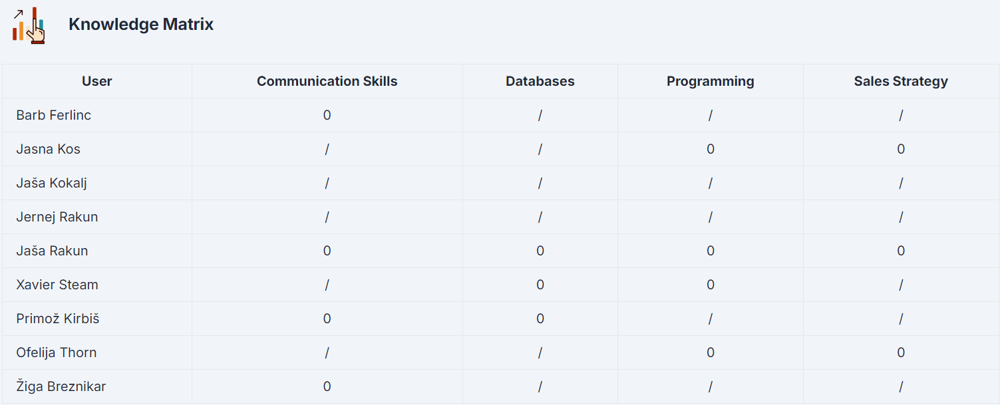 Knowledge Matrix
User Communication Skills Databases Programming Sales Strategy
Barb Ferlinc 0 / / /
Jasna Kos / / 0 0
Jaša Kokalj / / / /
Jernej Rakun / / / /
Jaša Rakun 0 0 0 0
Xavier Steam / 0 0 /
Primož Kirbiš 0 0 / /
Ofelija Thorn / / 0 0
Žiga Breznikar 0 / / /